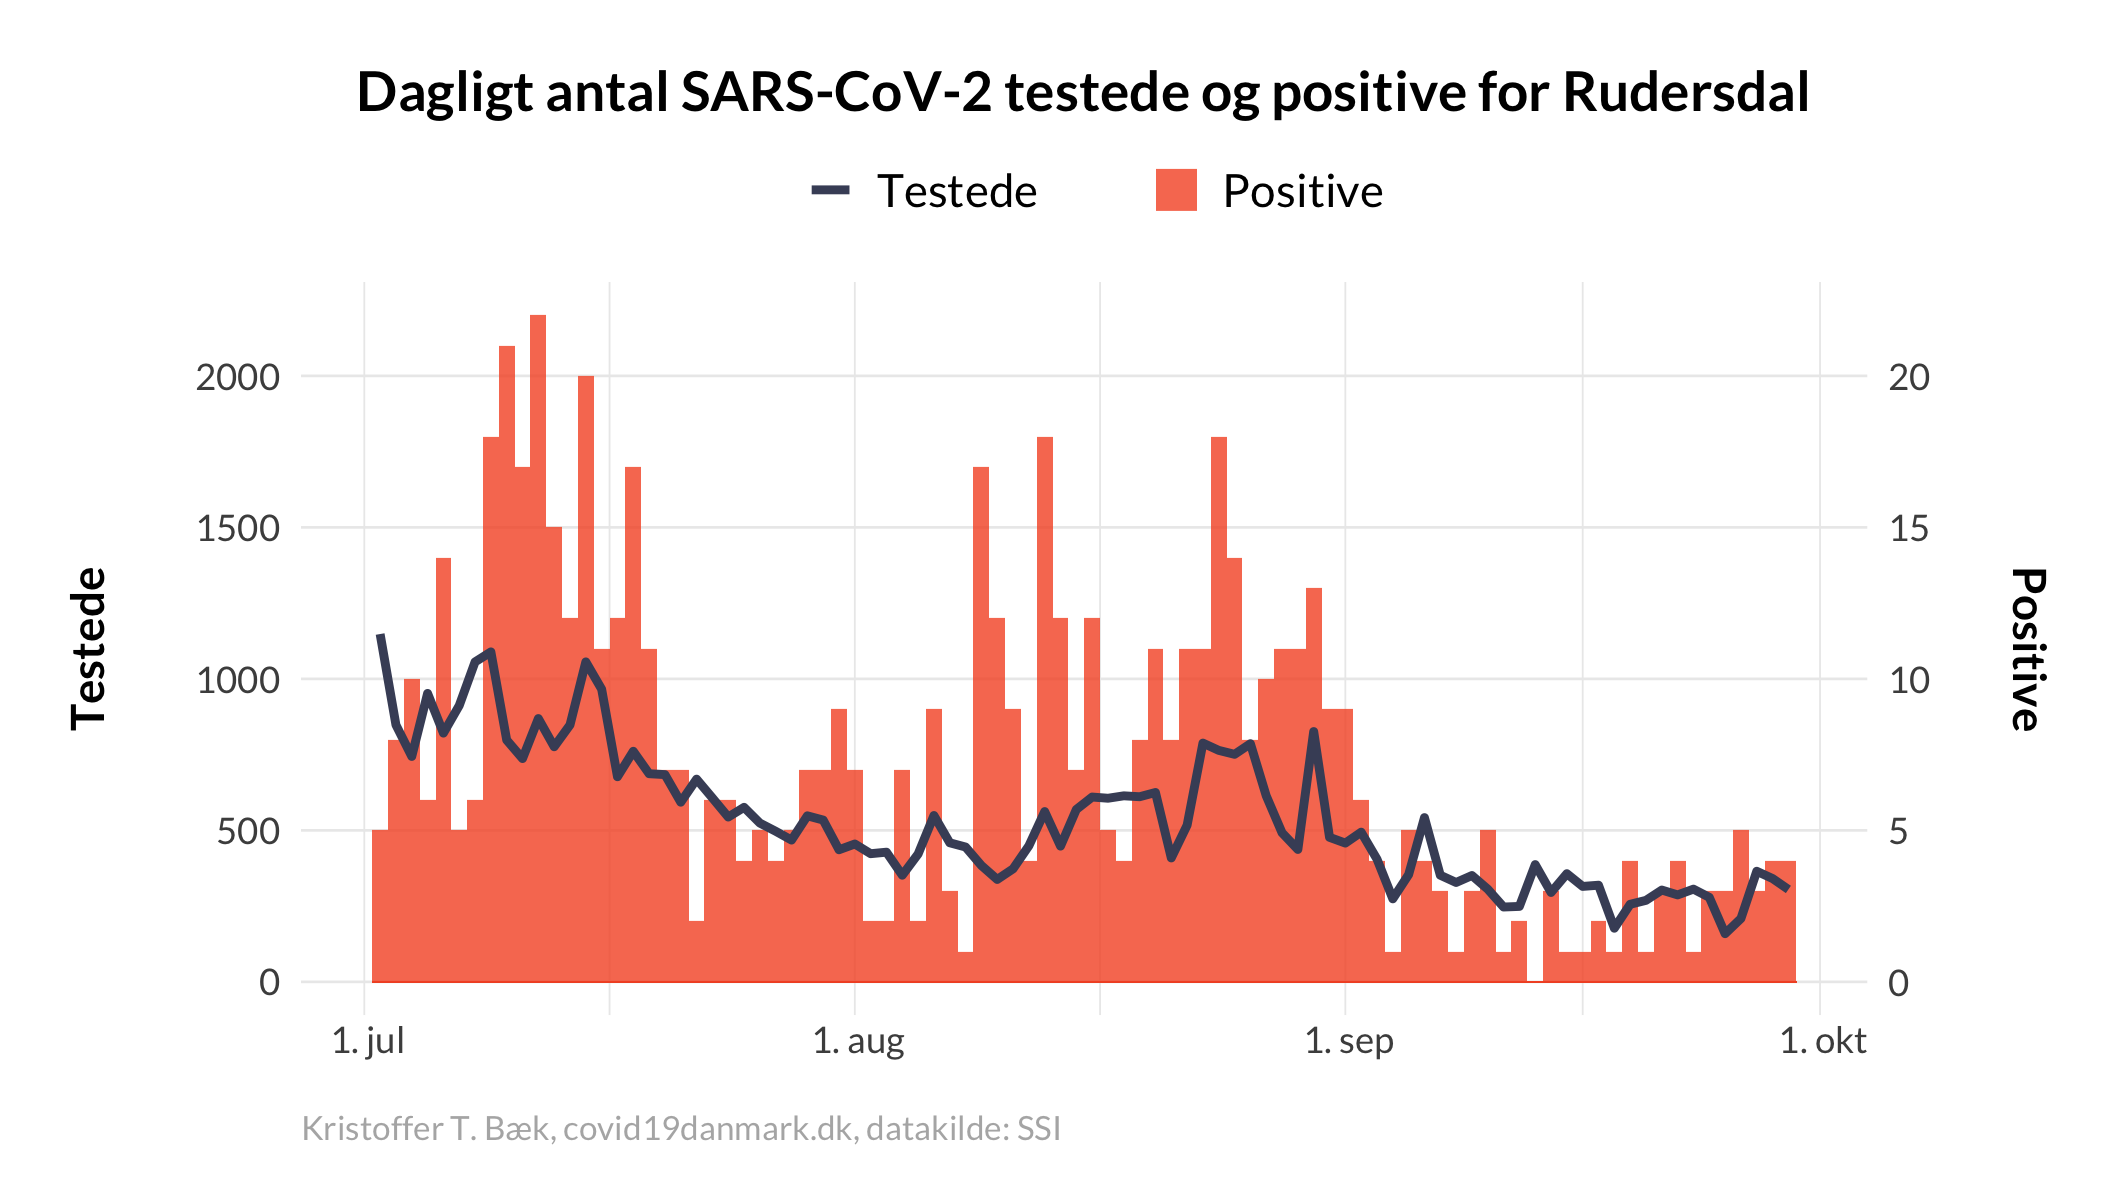 Dagligt antal SARS-CoV-2 testede og positive for Rudersdal
Testede Positive
2000 20
1500 15
1000 10
500 5
0 0
Testede
Positive
1. jul 1. aug 1. sep 1. okt
Kristoffer T. Bæk, covid19danmark.dk, datakilde: SSI